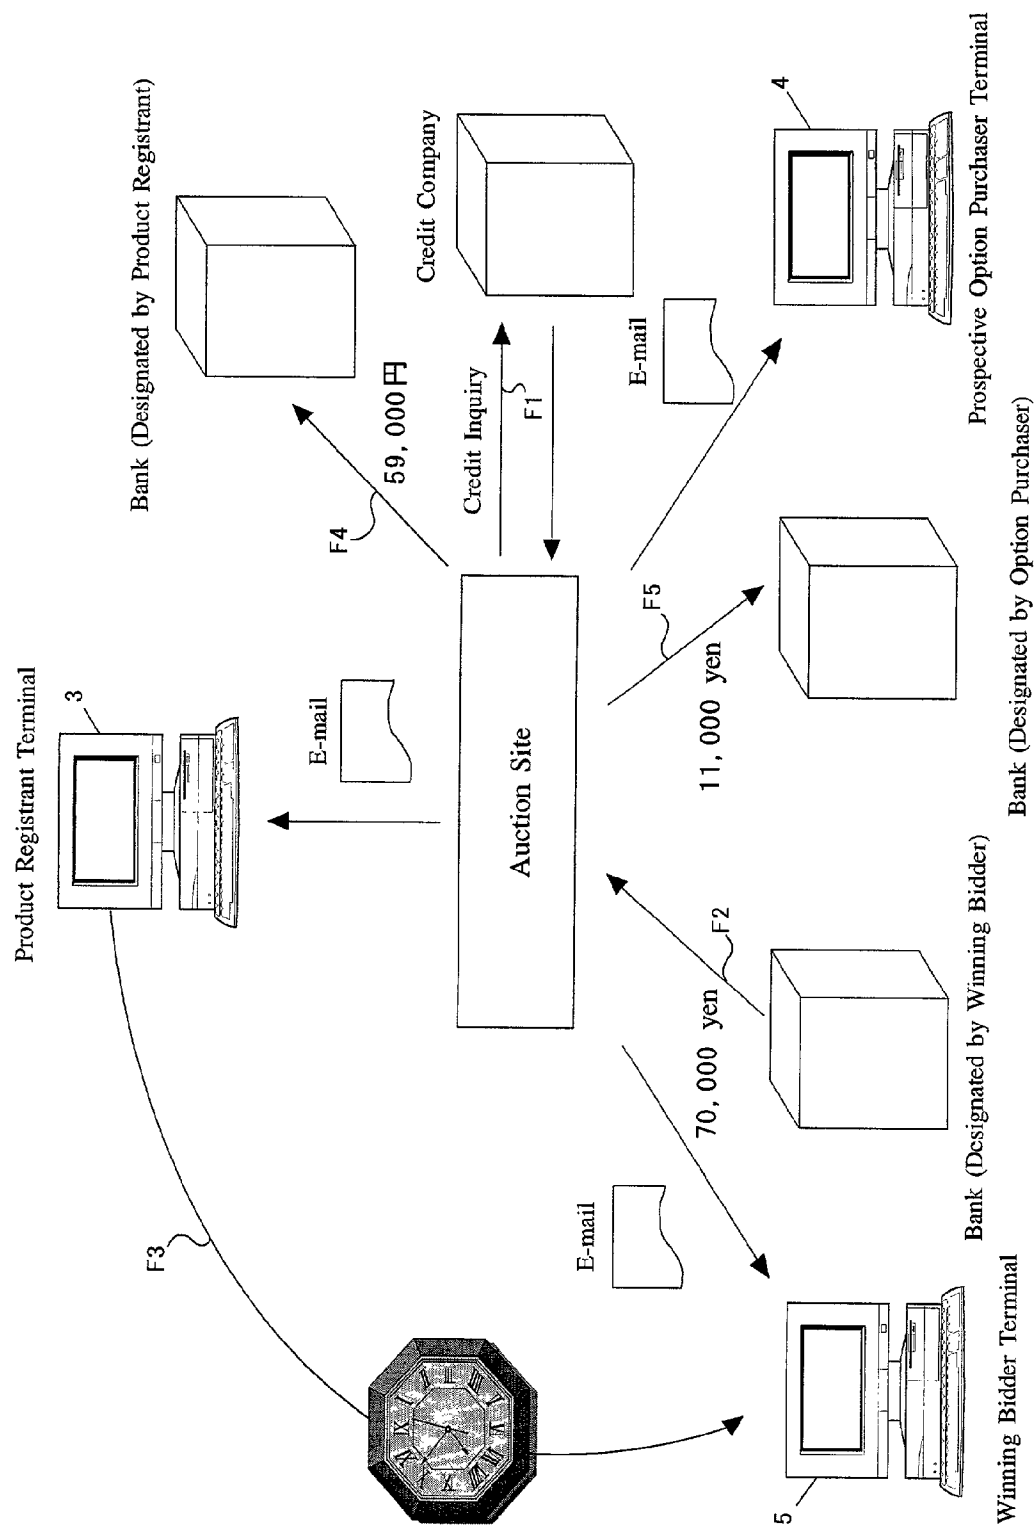 Product Registrant Terminal
3
E-mail
Bank (Designated by Product Registrant)
F4
59,000円
Credit Company
Credit Inquiry
F1
F3
Auction Site
E-mail
4
Prospective Option Purchaser Terminal
E-mail
5
Winning Bidder Terminal
70,000 yen
F2
Bank (Designated by Winning Bidder)
11,000 yen
F5
Bank (Designated by Option Purchaser)